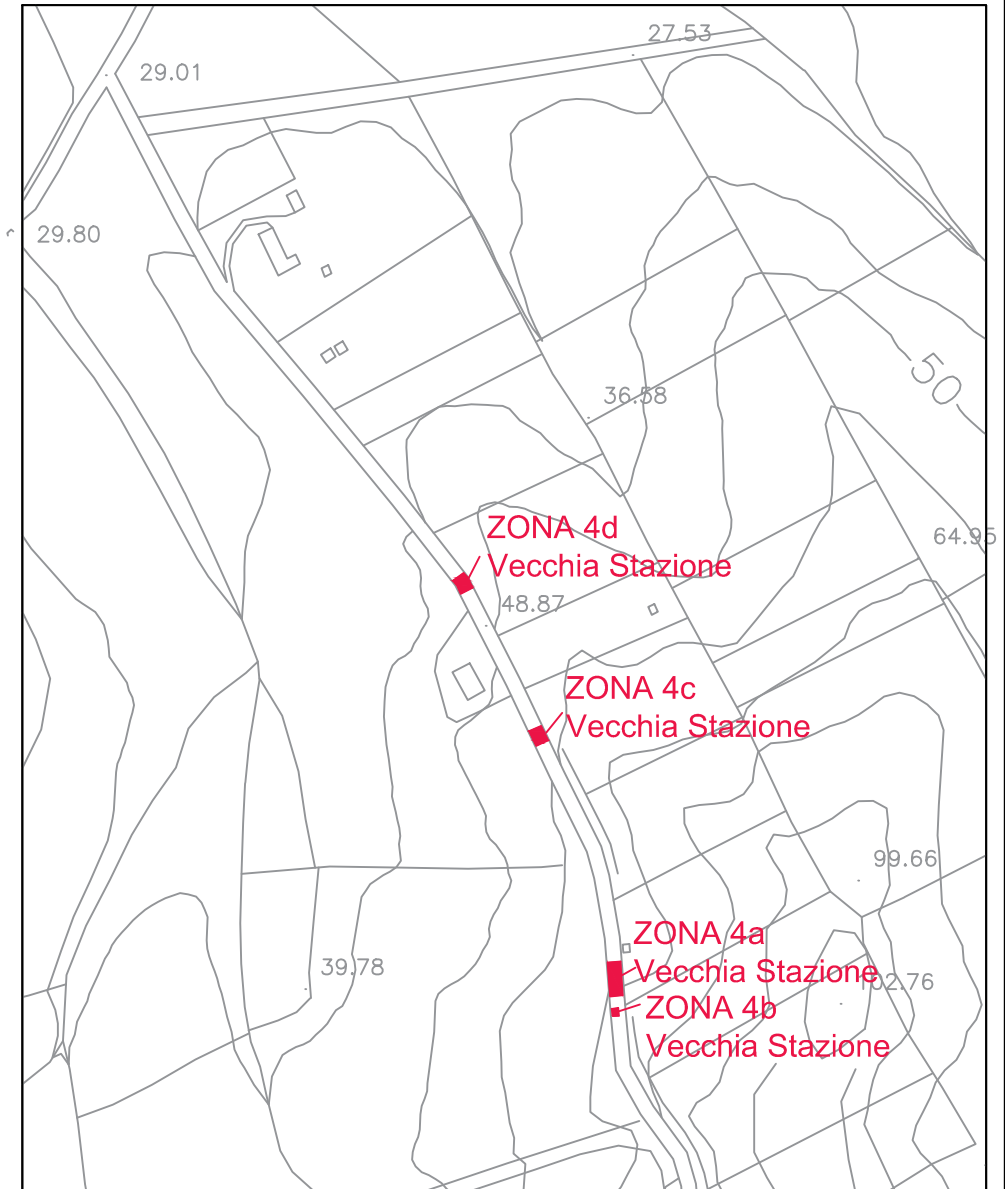 27.53
29.01
29.80
50
36.58
64.95
ZONA 4d
Vecchia Stazione
48.87
ZONA 4c
Vecchia Stazione
99.66
ZONA 4a
Vecchia Stazione
39.78
102.76
ZONA 4b
Vecchia Stazione